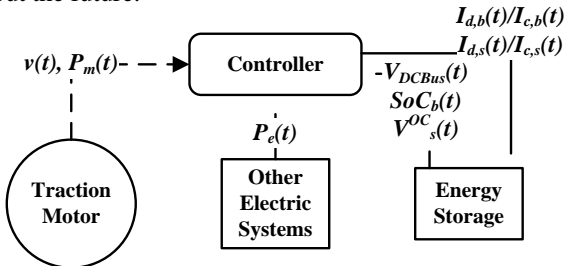 out the future.
I_{d,b}(t)/I_{c,b}(t)
I_{d,s}(t)/I_{c,s}(t)
v(t), P_m(t)
Controller
-V_{DCBus}(t)
SoC_b(t)
V^{OC}_s(t)
P_e(t)
Traction
Motor
Other
Electric
Systems
Energy
Storage